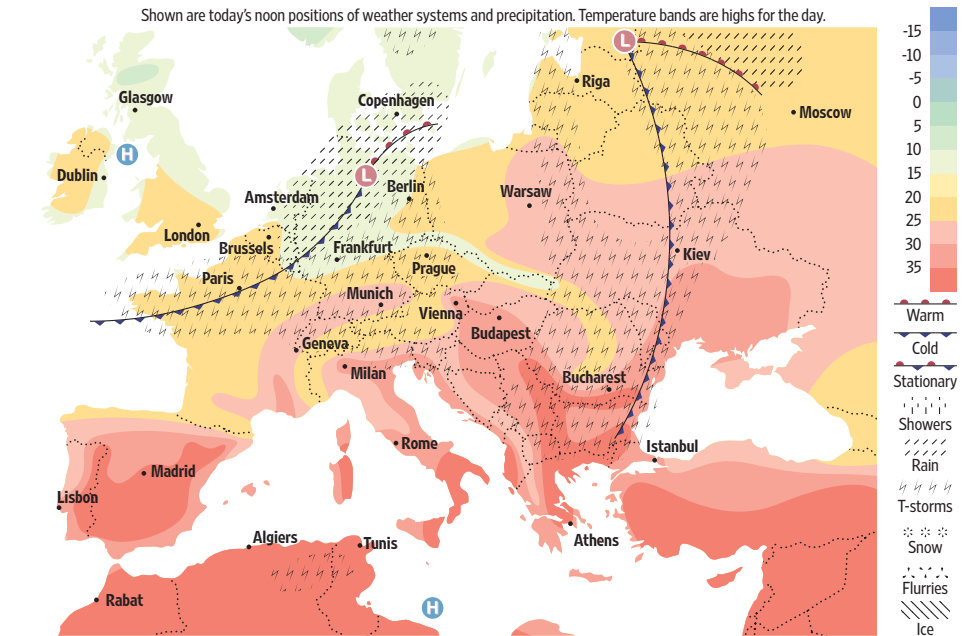 Shown are today's noon positions of weather systems and precipitation. Temperature bands are highs for the day.
L
Riga
Glasgow
Copenhagen
Moscow
H
Dublin
L
Berlin
Warsaw
Amsterdam
London
Brussels
Frankfurt
Kiev
Paris
Prague
Munich
Vienna
Budapest
Geneva
Milan
Bucharest
Rome
Istanbul
Madrid
Lisbon
Algiers
Tunis
Athens
Rabat
H
-15
-10
-5
0
5
10
15
20
25
30
35
Warm
Cold
Stationary
Showers
Rain
T-storms
Snow
Flurries
Ice